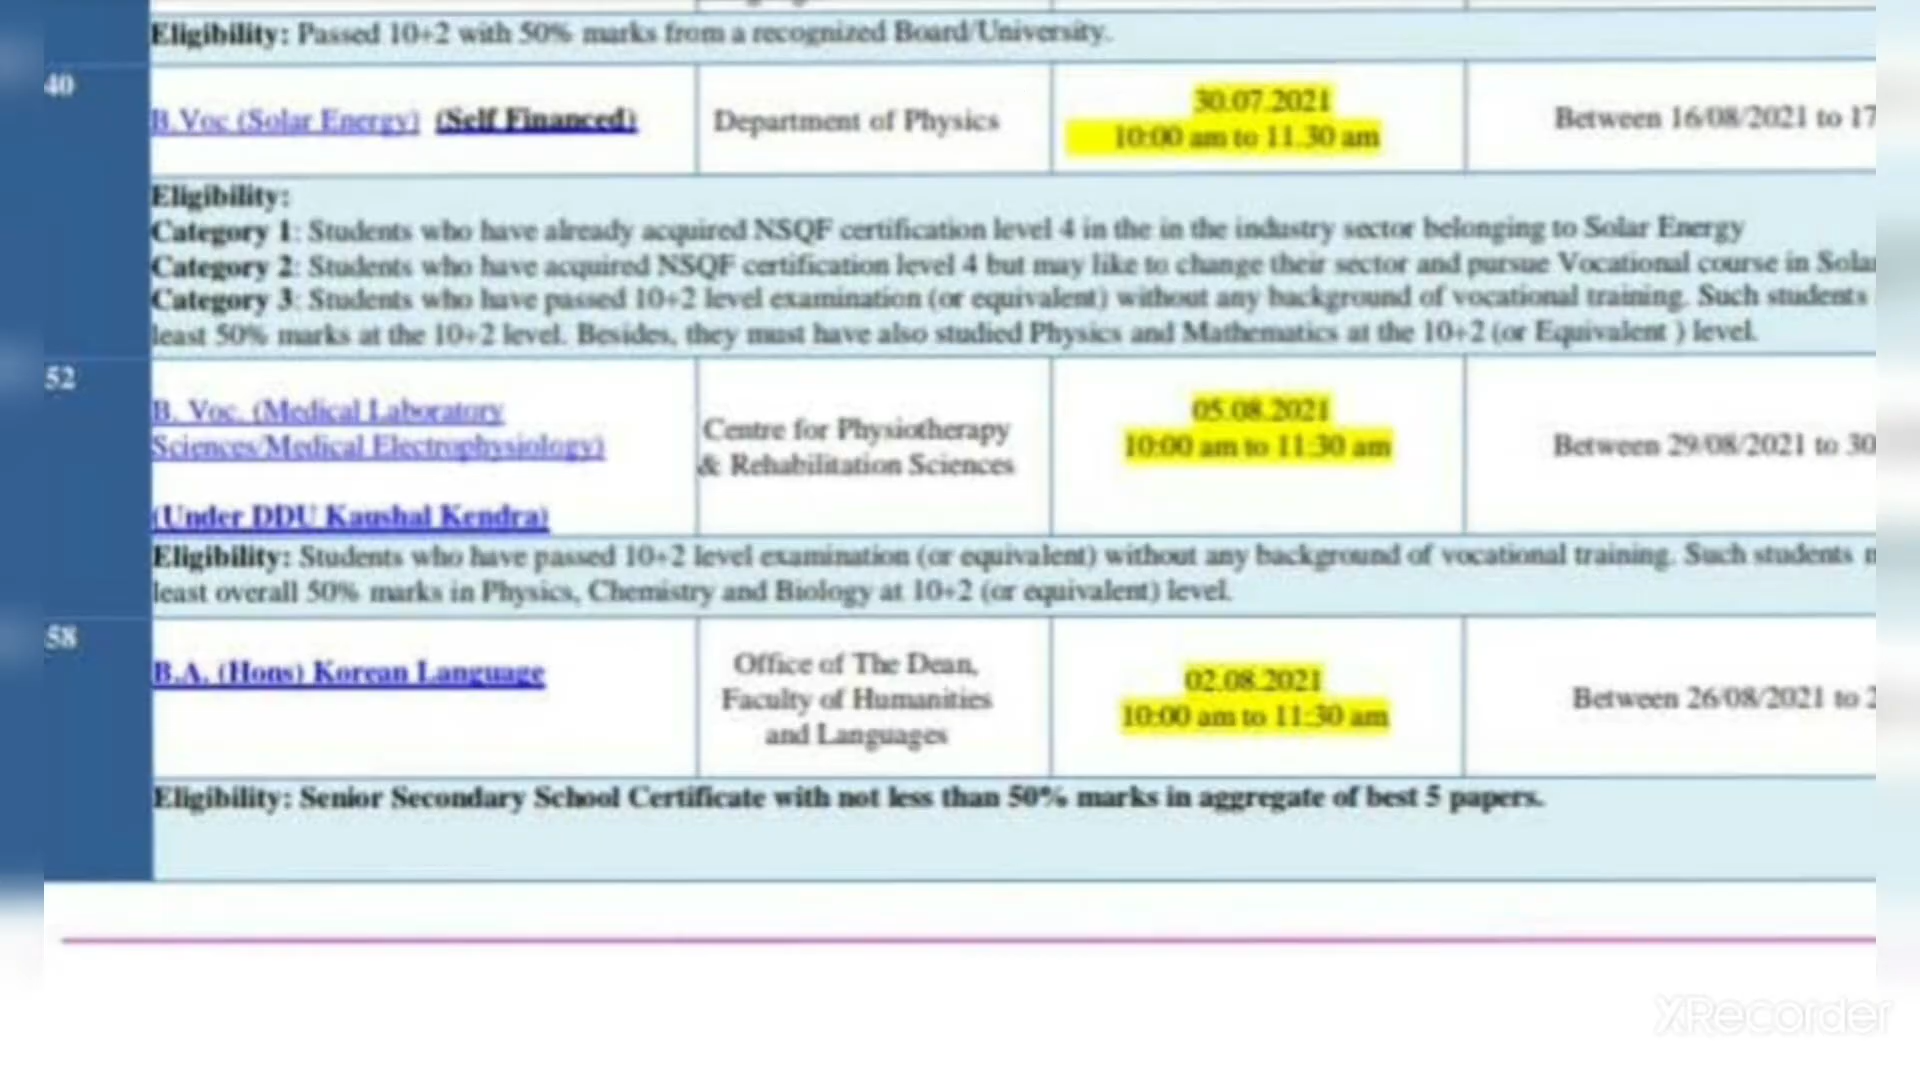 Eligibility: Passed 10+2 with 50% marks from a recognized Board/University.
40
B.Voc (Solar Energy) (Self Financed)
Department of Physics
30.07.2021
10:00 am to 11.30 am
Between 16/08/2021 to 17
Eligibility:
Category 1: Students who have already acquired NSQF certification level 4 in the in the industry sector belonging to Solar Energy
Category 2: Students who have acquired NSQF certification level 4 but may like to change their sector and pursue Vocational course in Solar
Category 3: Students who have passed 10+2 level examination (or equivalent) without any background of vocational training. Such students
least 50% marks at the 10+2 level. Besides, they must have also studied Physics and Mathematics at the 10+2 (or Equivalent ) level.
52
B. Voc. (Medical Laboratory
Sciences/Medical Electrophysiology)
(Under DDU Kaushal Kendra)
Centre for Physiotherapy
& Rehabilitation Sciences
05.08.2021
10:00 am to 11:30 am
Between 29/08/2021 to 30
Eligibility: Students who have passed 10+2 level examination (or equivalent) without any background of vocational training. Such students
least overall 50% marks in Physics, Chemistry and Biology at 10+2 (or equivalent) level.
58
B.A. (Hons) Korean Language
Office of The Dean,
Faculty of Humanities
and Languages
02.08.2021
10:00 am to 11:30 am
Between 26/08/2021 to 2
Eligibility: Senior Secondary School Certificate with not less than 50% marks in aggregate of best 5 papers.
XRecorder